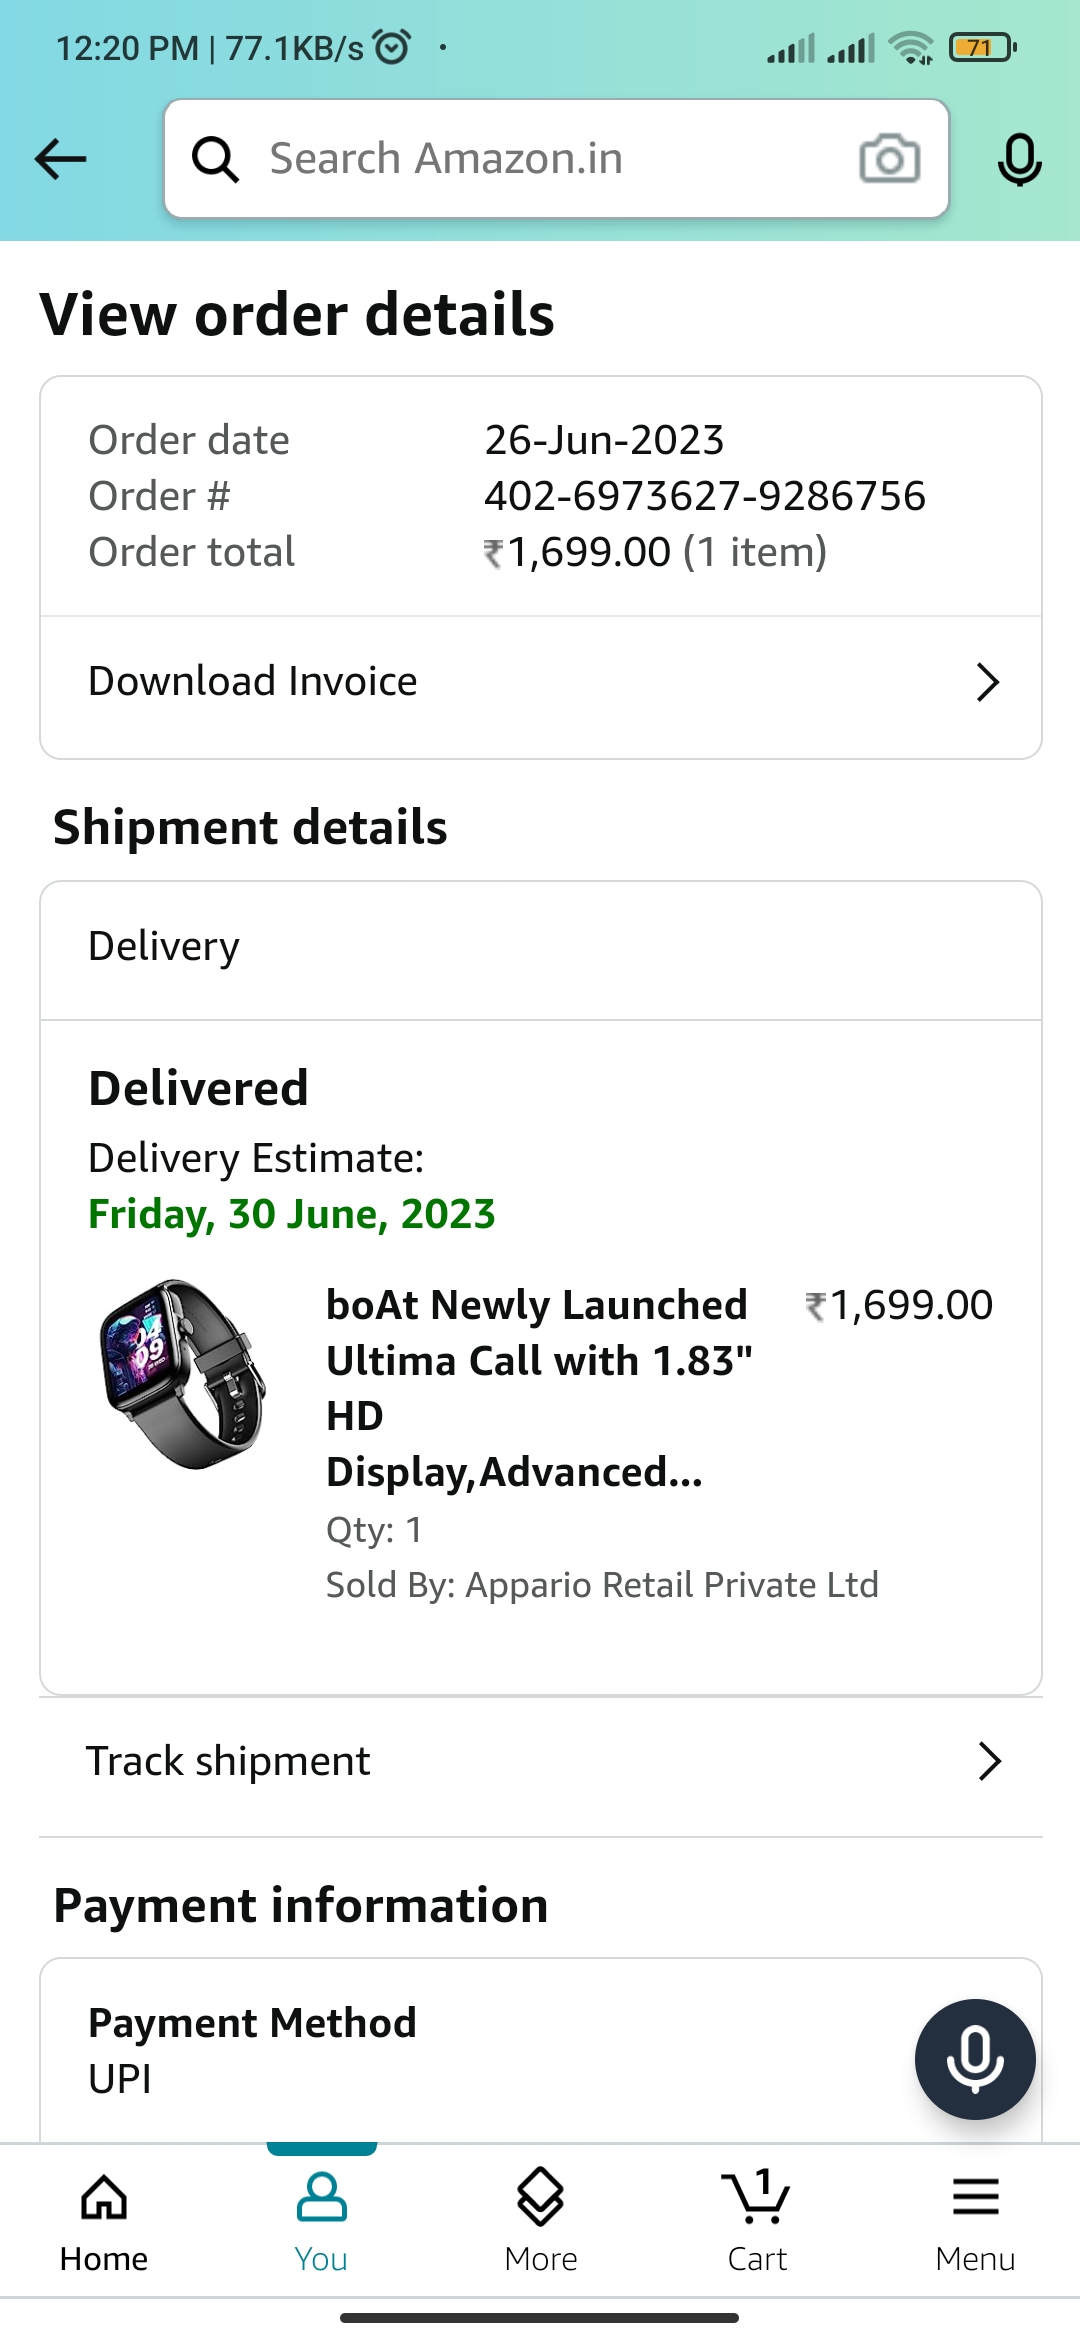 12:20 PM | 77.1KB/s
71
Search Amazon.in
View order details
Order date 26-Jun-2023
Order # 402-6973627-9286756
Order total ₹1,699.00 (1 item)
Download Invoice
Shipment details
Delivery
Delivered
Delivery Estimate:
Friday, 30 June, 2023
04
09
boAt Newly Launched ₹1,699.00
Ultima Call with 1.83"
HD
Display,Advanced...
Qty: 1
Sold By: Appario Retail Private Ltd
Track shipment
Payment information
Payment Method
UPI
1
Home You More Cart Menu